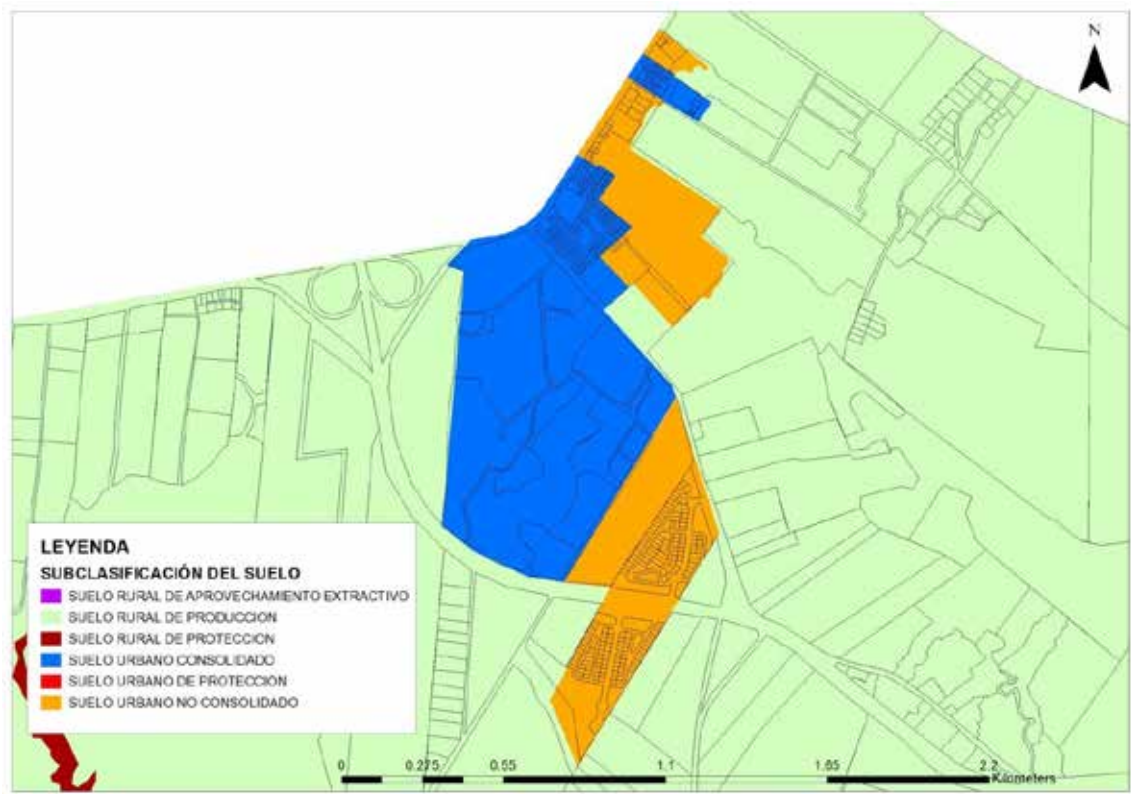 N
LEYENDA
SUBCLASIFICACIÓN DEL SUELO
SUELO RURAL DE APROVECHAMIENTO EXTRACTIVO
SUELO RURAL DE PRODUCCION
SUELO RURAL DE PROTECCION
SUELO URBANO CONSOLIDADO
SUELO URBANO DE PROTECCION
SUELO URBANO NO CONSOLIDADO
0 0.275 0.55 1.1 1.65 2.2
Kilometers